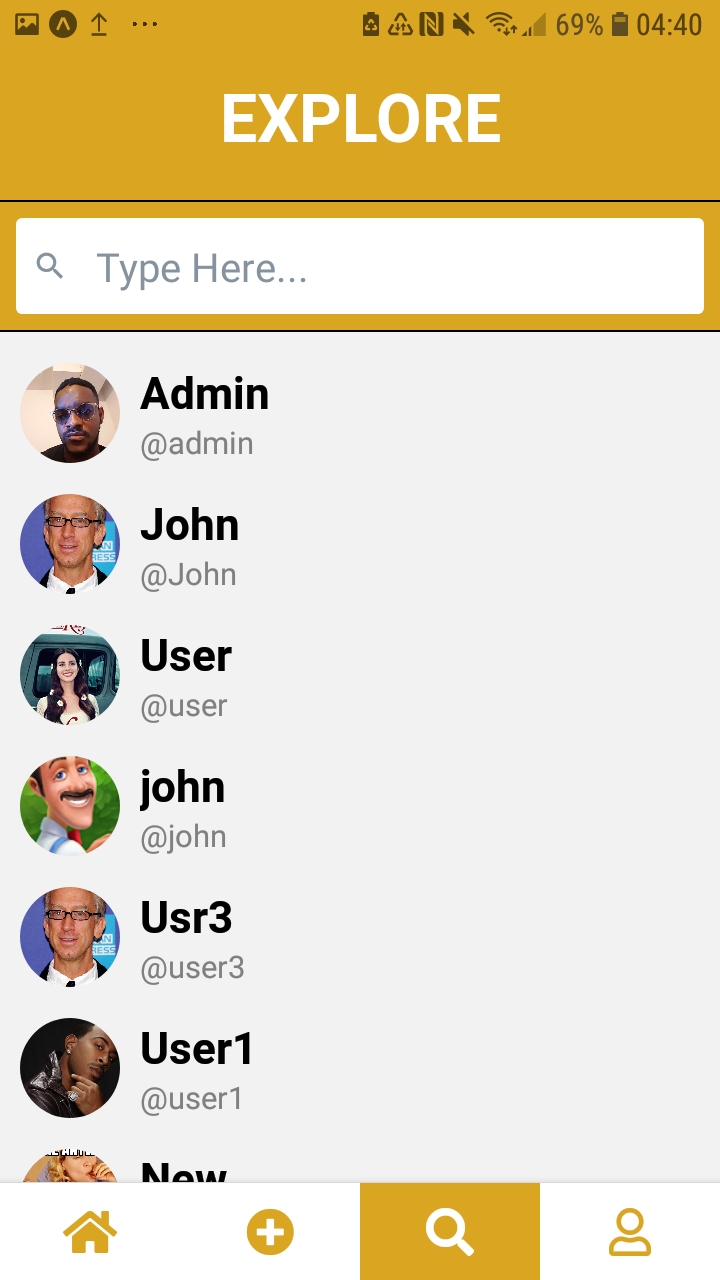 69% 04:40
EXPLORE
Type Here...
Admin
@admin
John
@John
User
@user
john
@john
Usr3
@user3
User1
@user1
New